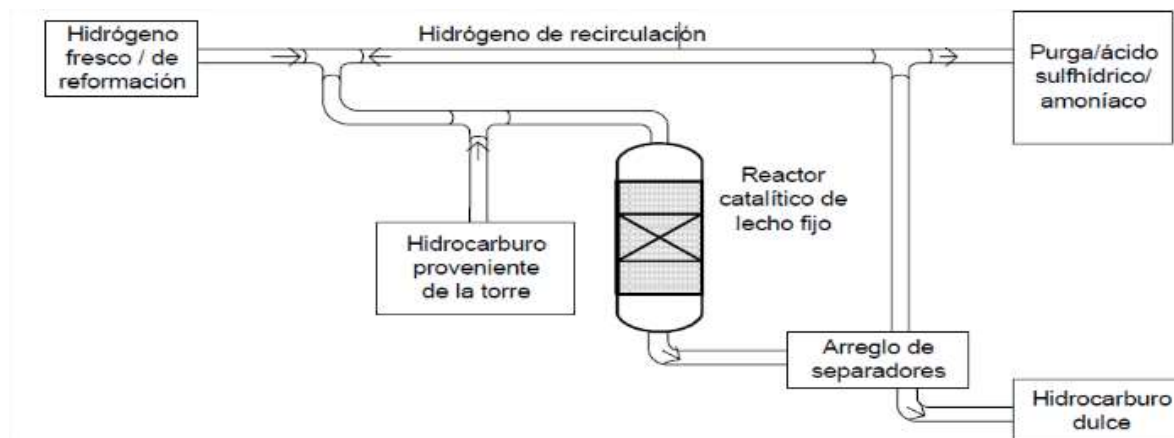 Hidrógeno
fresco / de
reformación
Hidrógeno de recirculación
Purga/ácido
sulfhídrico/
amoníaco
Reactor
catalítico de
lecho fijo
Hidrocarburo
proveniente
de la torre
Arreglo de
separadores
Hidrocarburo
dulce